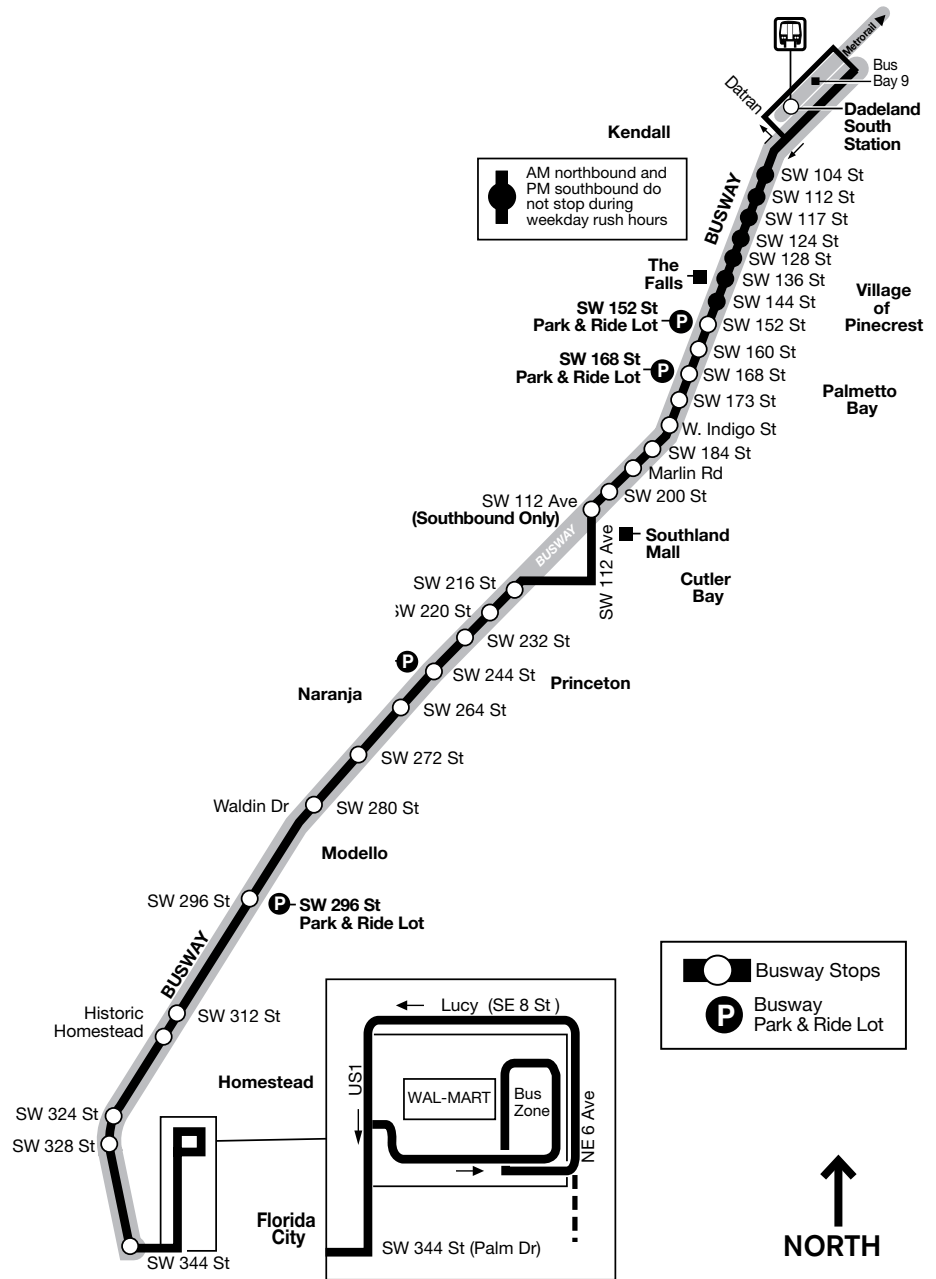 Metrorail
Bus
Bay 9
Datran
Dadeland
South
Station
Kendall
AM northbound and
PM southbound do
not stop during
weekday rush hours
BUSWAY
SW 104 St
SW 112 St
SW 117 St
SW 124 St
SW 128 St
SW 136 St
SW 144 St
The
Falls
Village
of
Pinecrest
SW 152 St
Park & Ride Lot
P
SW 152 St
SW 160 St
SW 168 St
Park & Ride Lot
P
SW 168 St
SW 173 St
Palmetto
Bay
W. Indigo St
SW 184 St
Marlin Rd
SW 200 St
SW 112 Ave
(Southbound Only)
BUSWAY
SW 112 Ave
Southland
Mall
Cutler
Bay
SW 216 St
SW 220 St
SW 232 St
P
SW 244 St
Princeton
Naranja
SW 264 St
SW 272 St
Waldin Dr
SW 280 St
Modello
SW 296 St
P
SW 296 St
Park & Ride Lot
BUSWAY
Historic
Homestead
SW 312 St
Homestead
SW 324 St
SW 328 St
SW 344 St
Florida
City
Lucy (SE 8 St )
US1
WAL-MART
Bus
Zone
NE 6 Ave
SW 344 St (Palm Dr)
Busway Stops
P
Busway
Park & Ride Lot
NORTH